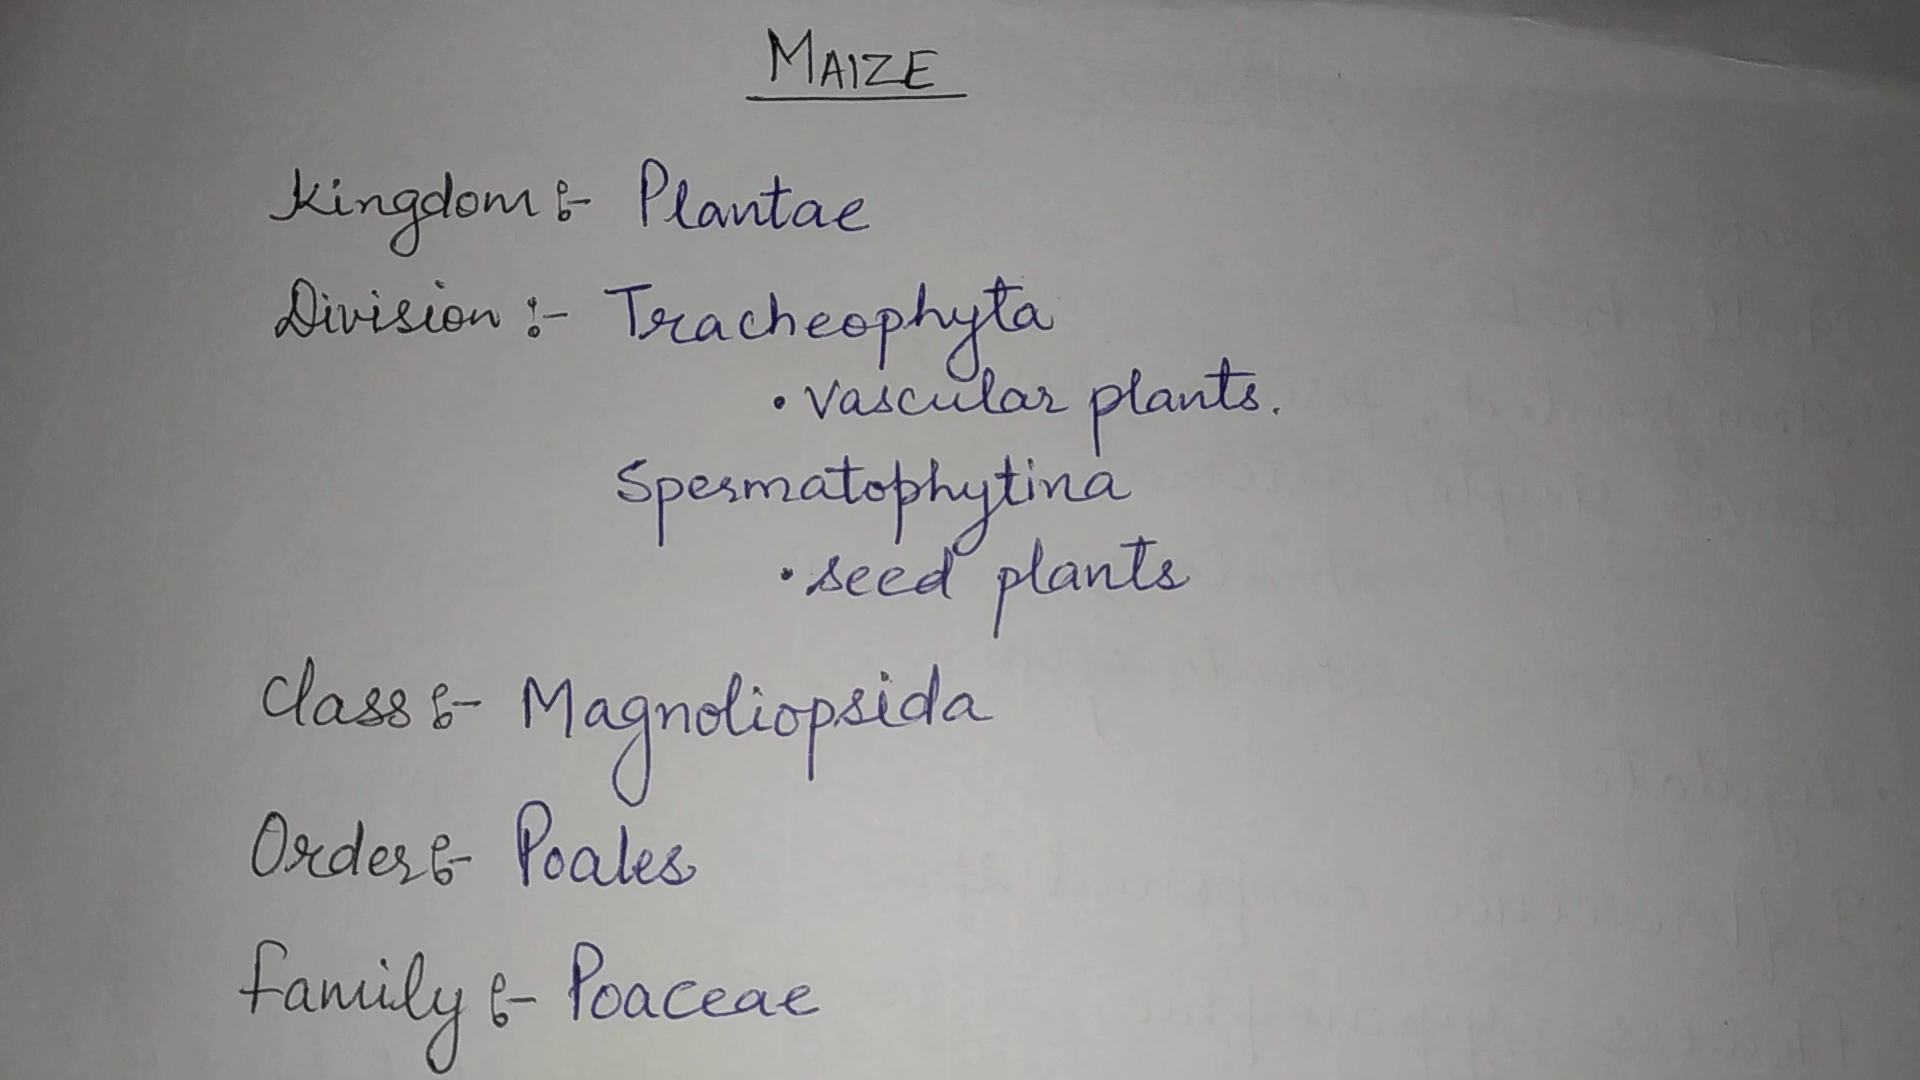 MAIZE
Kingdom :- Plantae
Division :- Tracheophyta
• vascular plants.
Spermatophytina
• seed plants
Class :- Magnoliopsida
Order :- Poales
Family :- Poaceae